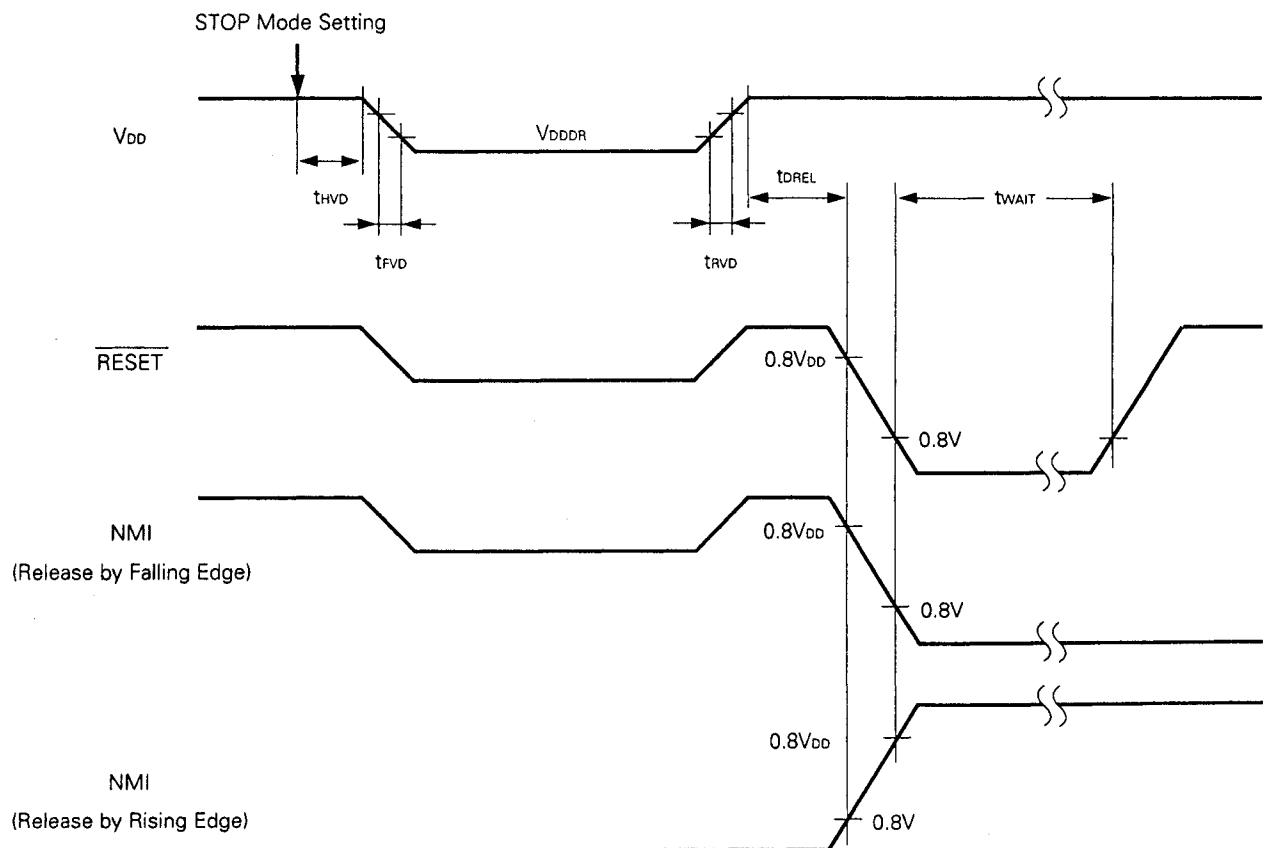 STOP Mode Setting
VDD
VDDDR
tHVD
tFVD
tRVD
tDREL
tWAIT
RESET
0.8VDD
0.8V
NMI
(Release by Falling Edge)
0.8VDD
0.8V
NMI
(Release by Rising Edge)
0.8VDD
0.8V